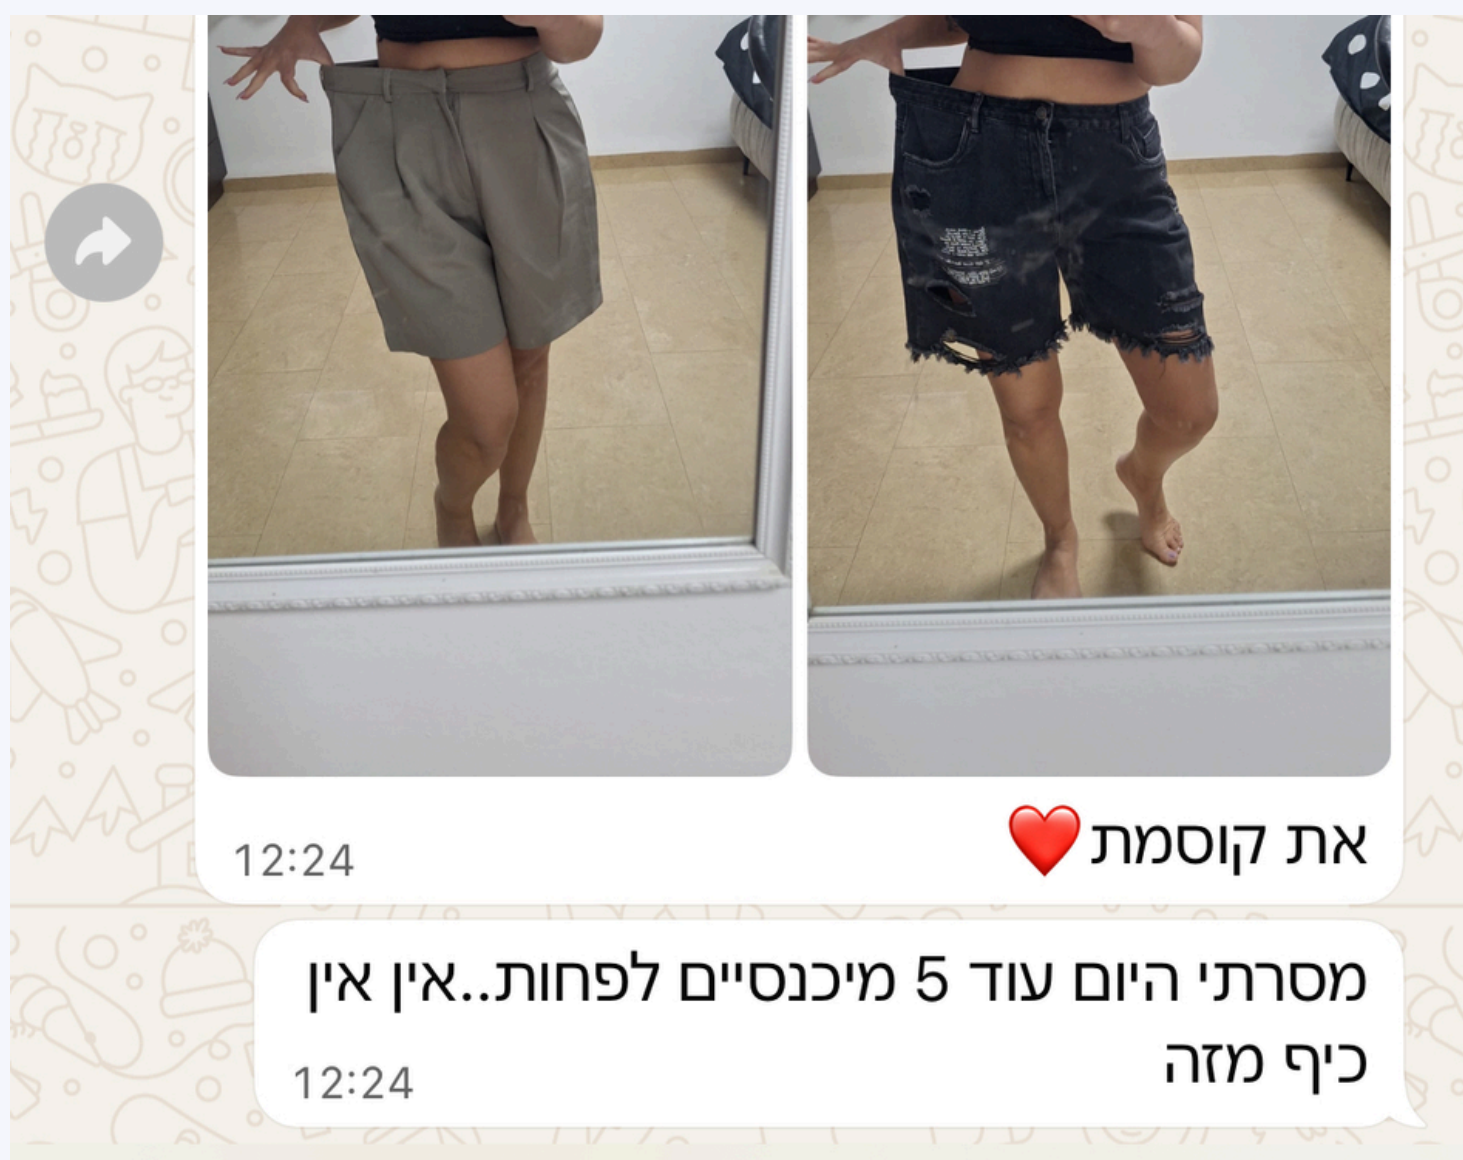 את קוסמת❤️
12:24
מסרתי היום עוד 5 מיכנסיים לפחות..אין אין
כיף מזה
12:24